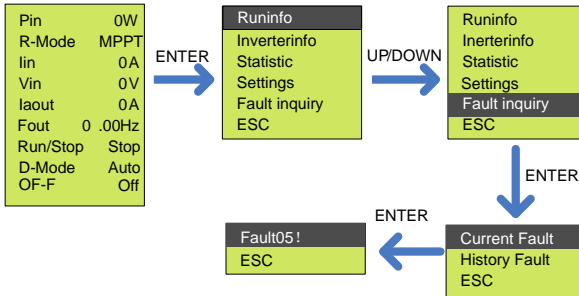 Pin 0W
R-Mode MPPT
Iin 0A
Vin 0V
Iaout 0A
Fout 0 .00Hz
Run/Stop Stop
D-Mode Auto
OF-F Off
ENTER
Runinfo
Inverterinfo
Statistic
Settings
Fault inquiry
ESC
UP/DOWN
Runinfo
Inerterinfo
Statistic
Settings
Fault inquiry
ESC
ENTER
Current Fault
History Fault
ESC
ENTER
Fault05!
ESC